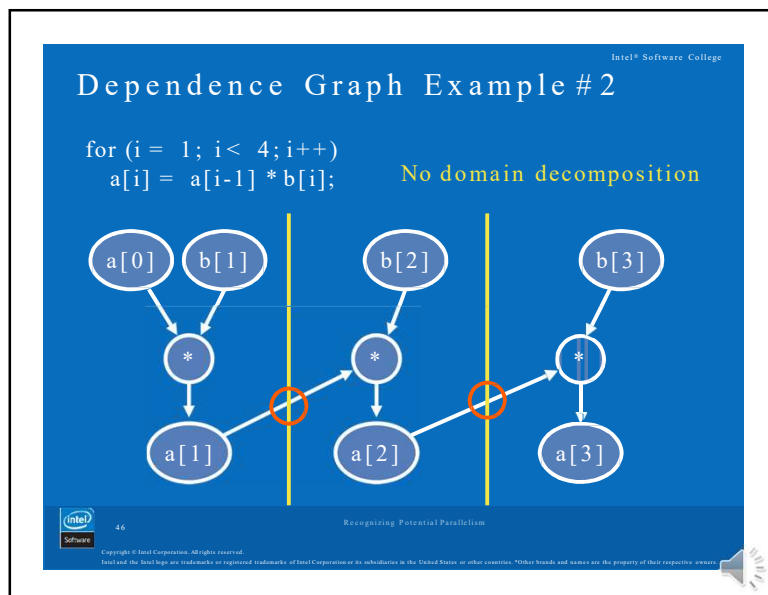 Intel® Software College
Dependence Graph Example #2
for (i = 1; i < 4; i++)
a[i] = a[i-1] * b[i];
No domain decomposition
a[0] b[1] b[2] b[3]
* * *
a[1] a[2] a[3]
intel
Software
46
Recognizing Potential Parallelism
Copyright © Intel Corporation. All rights reserved.
Intel and the Intel logo are trademarks or registered trademarks of Intel Corporation or its subsidiaries in the United States or other countries. *Other brands and names are the property of their respective owners.